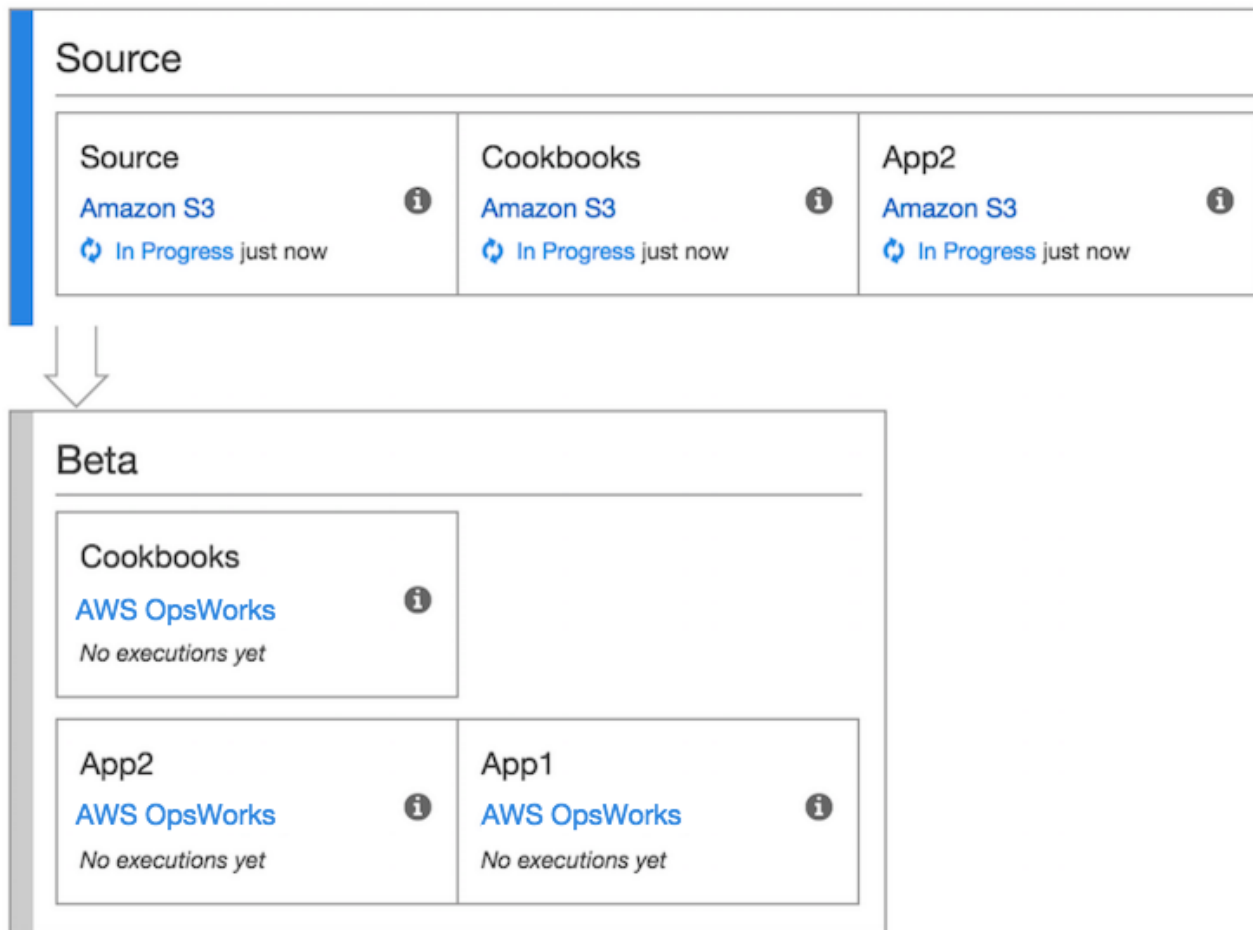 Source
Source
Amazon S3
In Progress just now
Cookbooks
Amazon S3
In Progress just now
App2
Amazon S3
In Progress just now
Beta
Cookbooks
AWS OpsWorks
No executions yet
App2
AWS OpsWorks
No executions yet
App1
AWS OpsWorks
No executions yet